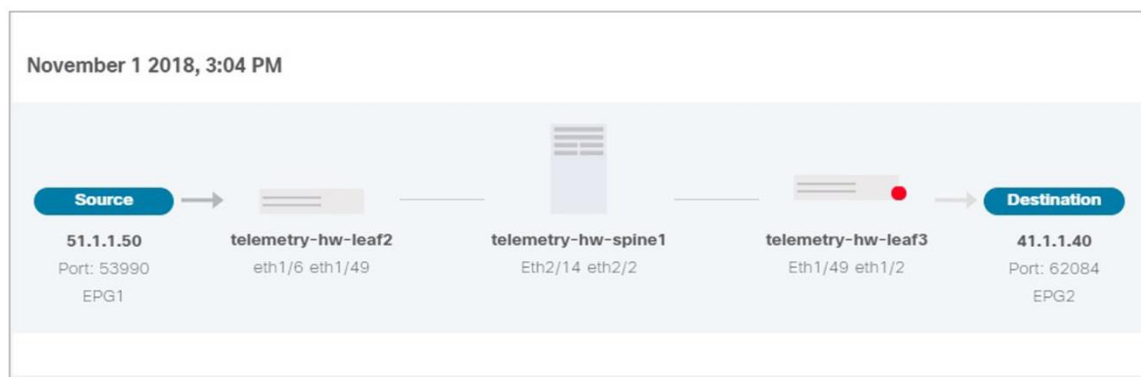 November 1 2018, 3:04 PM
Source
51.1.1.50
Port: 53990
EPG1
telemetry-hw-leaf2
eth1/6 eth1/49
telemetry-hw-spine1
Eth2/14 eth2/2
telemetry-hw-leaf3
Eth1/49 eth1/2
Destination
41.1.1.40
Port: 62084
EPG2